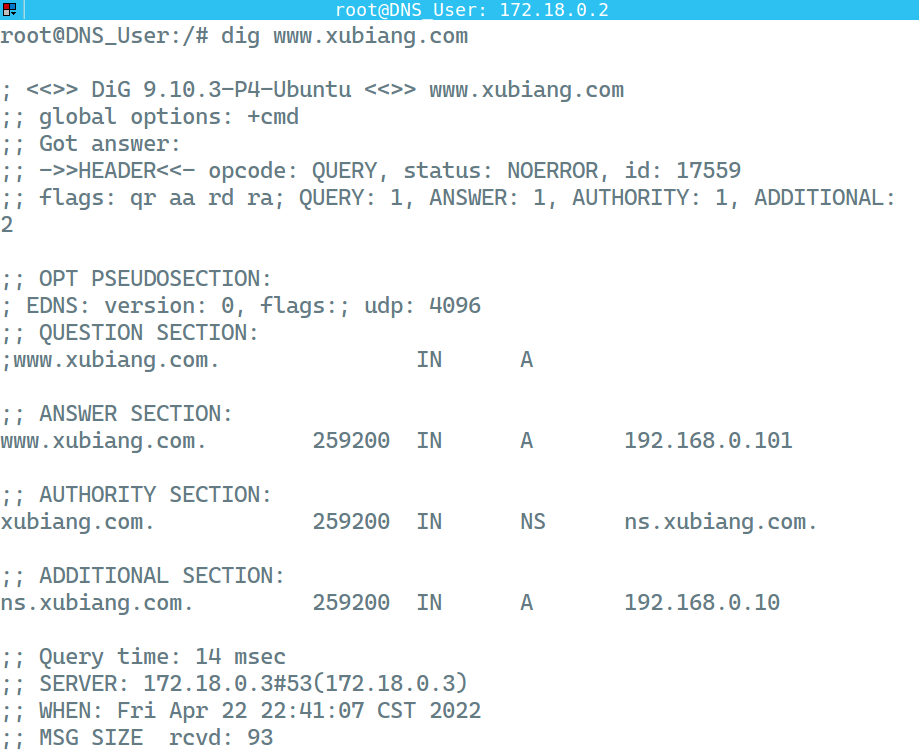 root@DNS_User: 172.18.0.2
root@DNS_User:/# dig www.xubiang.com
; <<>> DiG 9.10.3-P4-Ubuntu <<>> www.xubiang.com
;; global options: +cmd
;; Got answer:
;; ->>HEADER<<- opcode: QUERY, status: NOERROR, id: 17559
;; flags: qr aa rd ra; QUERY: 1, ANSWER: 1, AUTHORITY: 1, ADDITIONAL:
2
;; OPT PSEUDOSECTION:
; EDNS: version: 0, flags:; udp: 4096
;; QUESTION SECTION:
;www.xubiang.com.               IN      A
;; ANSWER SECTION:
www.xubiang.com.        259200  IN      A       192.168.0.101
;; AUTHORITY SECTION:
xubiang.com.            259200  IN      NS      ns.xubiang.com.
;; ADDITIONAL SECTION:
ns.xubiang.com.         259200  IN      A       192.168.0.10
;; Query time: 14 msec
;; SERVER: 172.18.0.3#53(172.18.0.3)
;; WHEN: Fri Apr 22 22:41:07 CST 2022
;; MSG SIZE  rcvd: 93